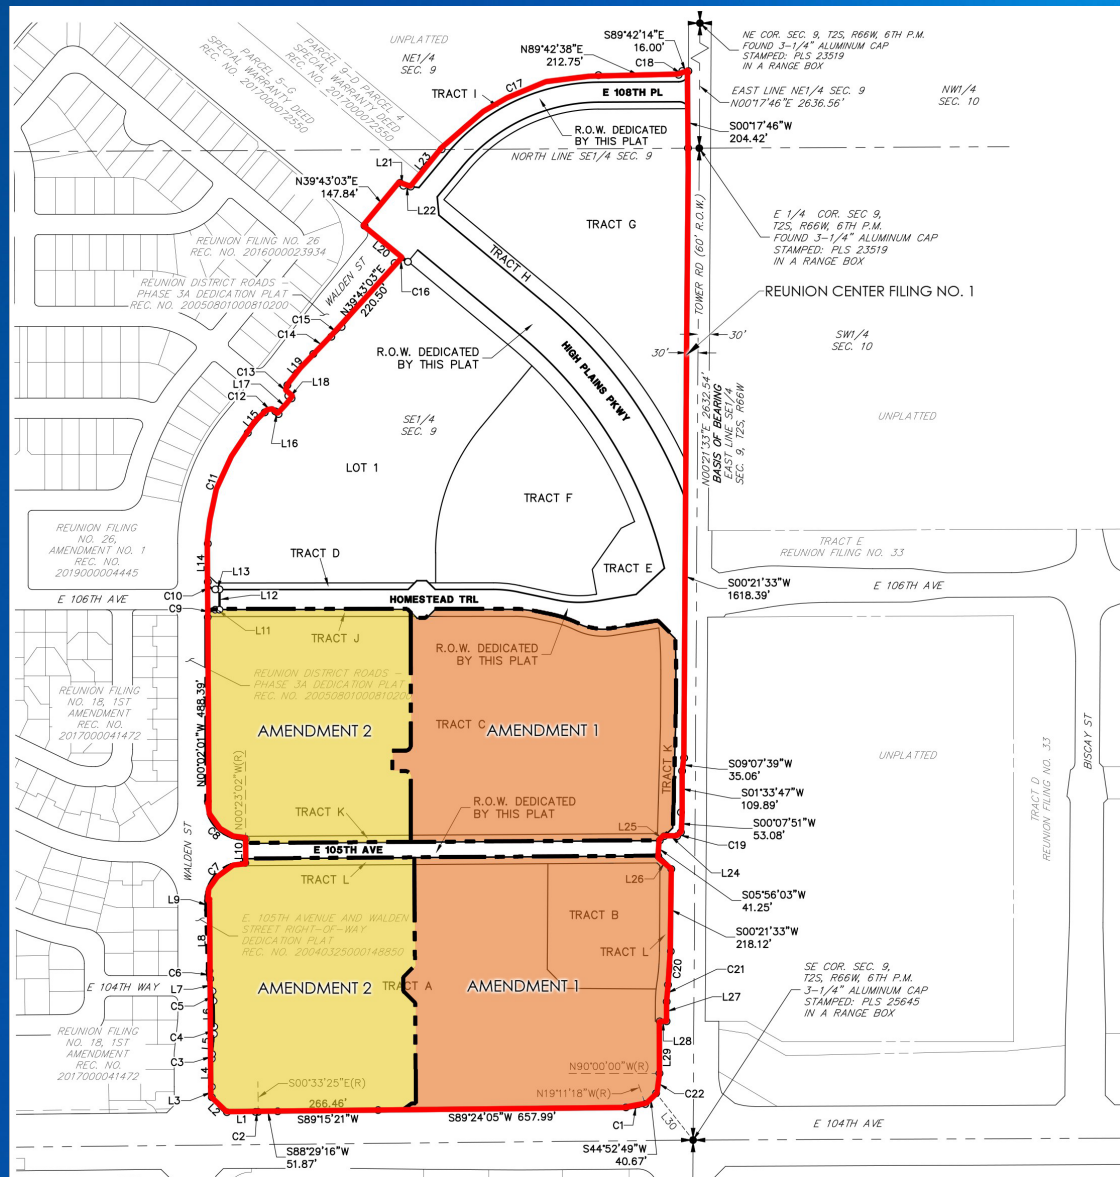 UNPLATTED
NE1/4
SEC. 9
S89°42'14"E
16.00'
N89°42'38"E
212.75'
C18
C17
NE COR. SEC. 9, T2S, R66W, 6TH P.M.
FOUND 3-1/4" ALUMINUM CAP
STAMPED: PLS 23519
IN A RANGE BOX
PARCEL 9-D PARCEL 4
SPECIAL WARRANTY DEED
REC. NO. 2017000072550
PARCEL 5-G
SPECIAL WARRANTY DEED
REC. NO. 2017000072550
TRACT I
E 108TH PL
EAST LINE NE1/4 SEC. 9
N00°17'46"E 2636.56'
NW1/4
SEC. 10
R.O.W. DEDICATED
BY THIS PLAT
S00°17'46"W
204.42'
NORTH LINE SE1/4 SEC. 9
L23
L21
L22
N39°43'03"E
147.84'
TRACT G
TOWER RD (60' R.O.W.)
E 1/4 COR. SEC 9,
T2S, R66W, 6TH P.M.
FOUND 3-1/4" ALUMINUM CAP
STAMPED: PLS 23519
IN A RANGE BOX
REUNION FILING NO. 26
REC. NO. 2016000023934
L20
C16
TRACT H
WALDEN ST
N39°43'03"E
220.50'
REUNION DISTRICT ROADS –
PHASE 3A DEDICATION PLAT
REC. NO. 20050801000810200
REUNION CENTER FILING NO. 1
C15
C14
30'
30'
SW1/4
SEC. 10
R.O.W. DEDICATED
BY THIS PLAT
HIGH PLAINS PKWY
L19
C13
L17
L18
C12
L15
L16
SE1/4
SEC. 9
N00°21'33"E 2632.54'
BASIS OF BEARING
EAST LINE SE1/4
SEC. 9, T2S, R66W
UNPLATTED
C11
LOT 1
TRACT F
REUNION FILING
NO. 26,
AMENDMENT NO. 1
REC. NO.
2019000004445
TRACT D
TRACT E
TRACT E
REUNION FILING NO. 33
L14
L13
C10
L12
S00°21'33"W
1618.39'
E 106TH AVE
E 106TH AVE
HOMESTEAD TRL
C9
L11
TRACT J
R.O.W. DEDICATED
BY THIS PLAT
REUNION DISTRICT ROADS –
PHASE 3A DEDICATION PLAT
REC. NO. 20050801000810200
REUNION FILING
NO. 18, 1ST
AMENDMENT
REC. NO.
2017000041472
N00°02'01"W 488.39'
TRACT C
AMENDMENT 2
AMENDMENT 1
TRACT K
UNPLATTED
BISCAY ST
TRACT D
REUNION FILING NO. 33
N00°23'02"W(R)
S09°07'39"W
35.06'
S01°33'47"W
109.89'
TRACT K
R.O.W. DEDICATED
BY THIS PLAT
S00°07'51"W
53.08'
C8
L25
C19
WALDEN ST
L10
E 105TH AVE
L24
C7
TRACT L
L26
S05°56'03"W
41.25'
L9
TRACT B
E. 105TH AVENUE AND WALDEN
STREET RIGHT-OF-WAY
DEDICATION PLAT
REC. NO. 20040325000148850
S00°21'33"W
218.12'
L8
TRACT L
C20
C6
C21
SE COR. SEC. 9,
T2S, R66W, 6TH P.M.
3-1/4" ALUMINUM CAP
STAMPED: PLS 25645
IN A RANGE BOX
E 104TH WAY
L7
AMENDMENT 2
TRACT A
AMENDMENT 1
C5
L27
L6
C4
L28
REUNION FILING
NO. 18, 1ST
AMENDMENT
REC. NO.
2017000041472
L5
C3
L29
N90°00'00"W(R)
L4
S00°33'25"E(R)
N19°11'18"W(R)
C22
L3
266.46'
L2
L1
S89°15'21"W
S89°24'05"W 657.99'
C1
L30
E 104TH AVE
C2
S88°29'16"W
51.87'
S44°52'49"W
40.67'